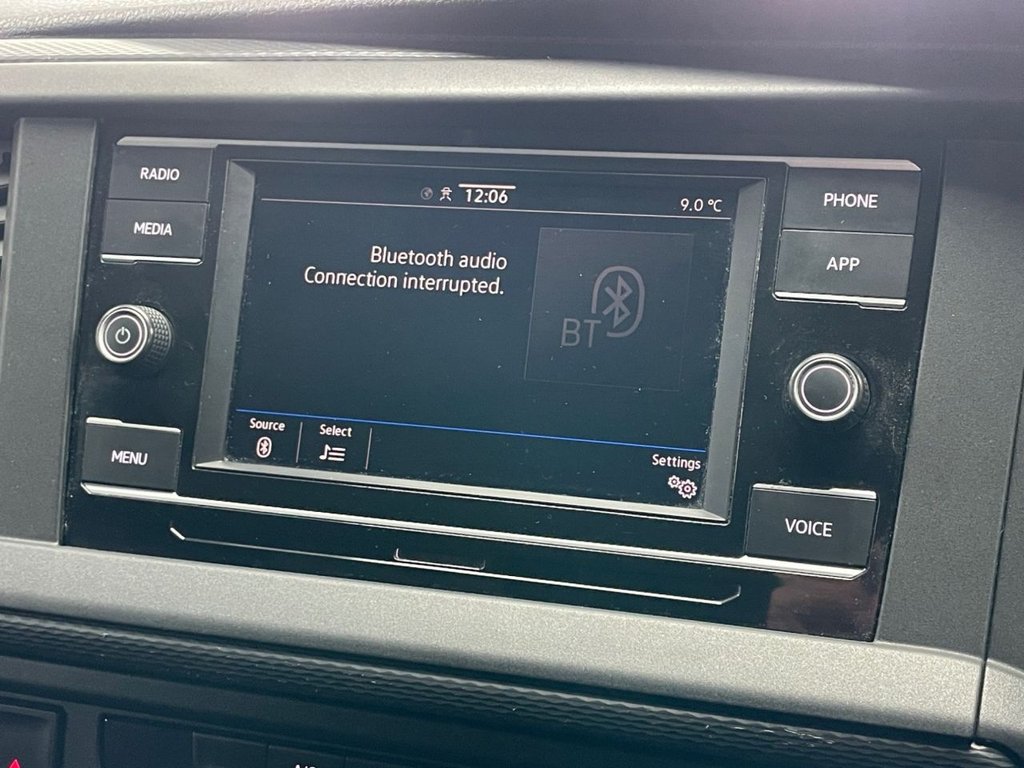 RADIO
MEDIA
MENU
12:06
9.0 °C
Bluetooth audio
Connection interrupted.
BT
Source
Select
Settings
PHONE
APP
VOICE